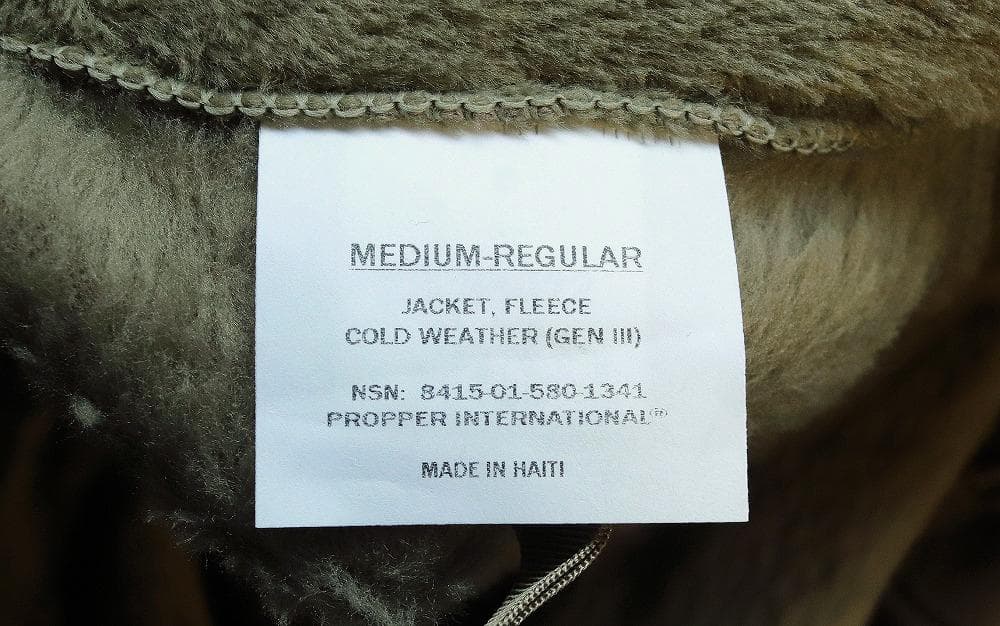 MEDIUM-REGULAR
JACKET, FLEECE
COLD WEATHER (GEN III)
NSN: 8415-01-580-1341
PROPPER INTERNATIONAL®
MADE IN HAITI